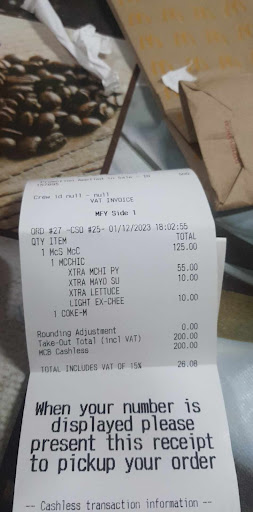 Crew id null - null
VAT INVOICE
MFY Side 1
ORD #27 -CSO #25- 01/12/2023 18:02:55
QTY ITEM TOTAL
1 McS McC 125.00
1 MCCHIC
XTRA MCHI PY 55.00
XTRA MAYO SU 10.00
XTRA LETTUCE
LIGHT EX-CHEE 10.00
1 COKE-M
Rounding Adjustment 0.00
Take-Out Total (incl VAT) 200.00
MCB Cashless 200.00
TOTAL INCLUDES VAT OF 15% 26.08
When your number is
displayed please
present this receipt
to pickup your order
-- Cashless transaction information --